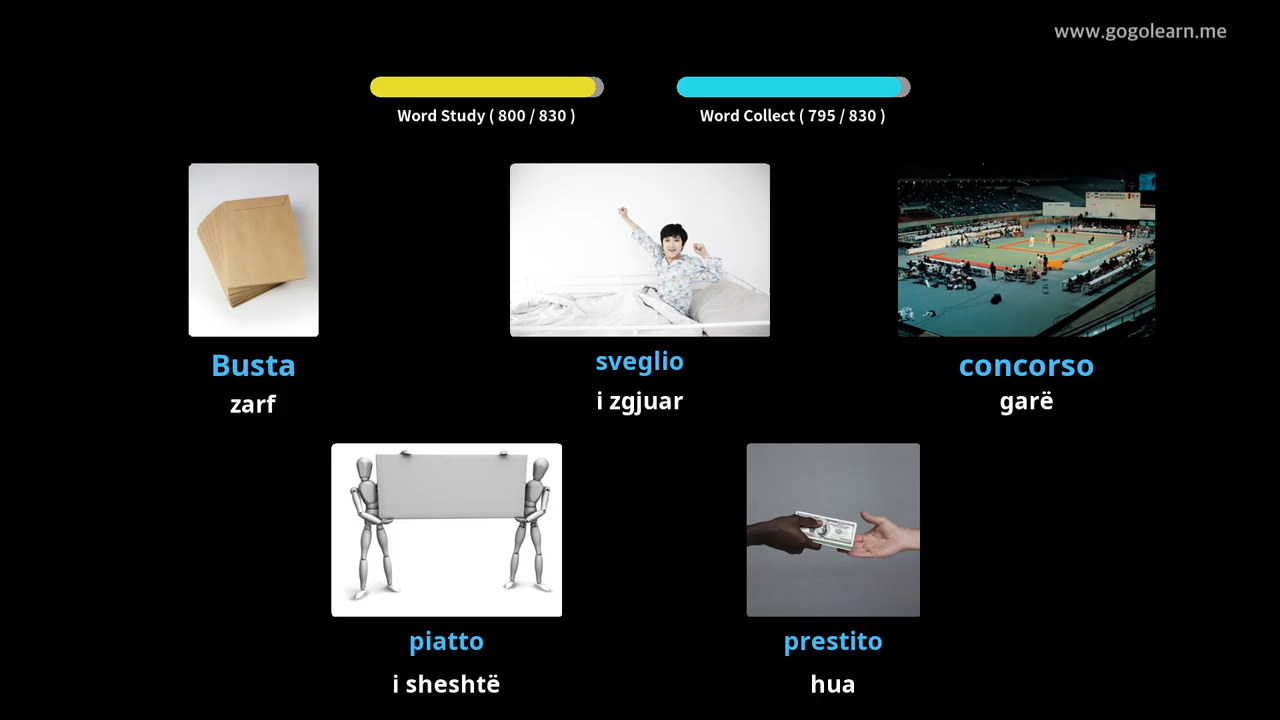 www.gogolearn.me
Word Study ( 800 / 830 )
Word Collect ( 795 / 830 )
Busta
zarf
sveglio
i zgjuar
concorso
garë
piatto
i sheshtë
prestito
hua